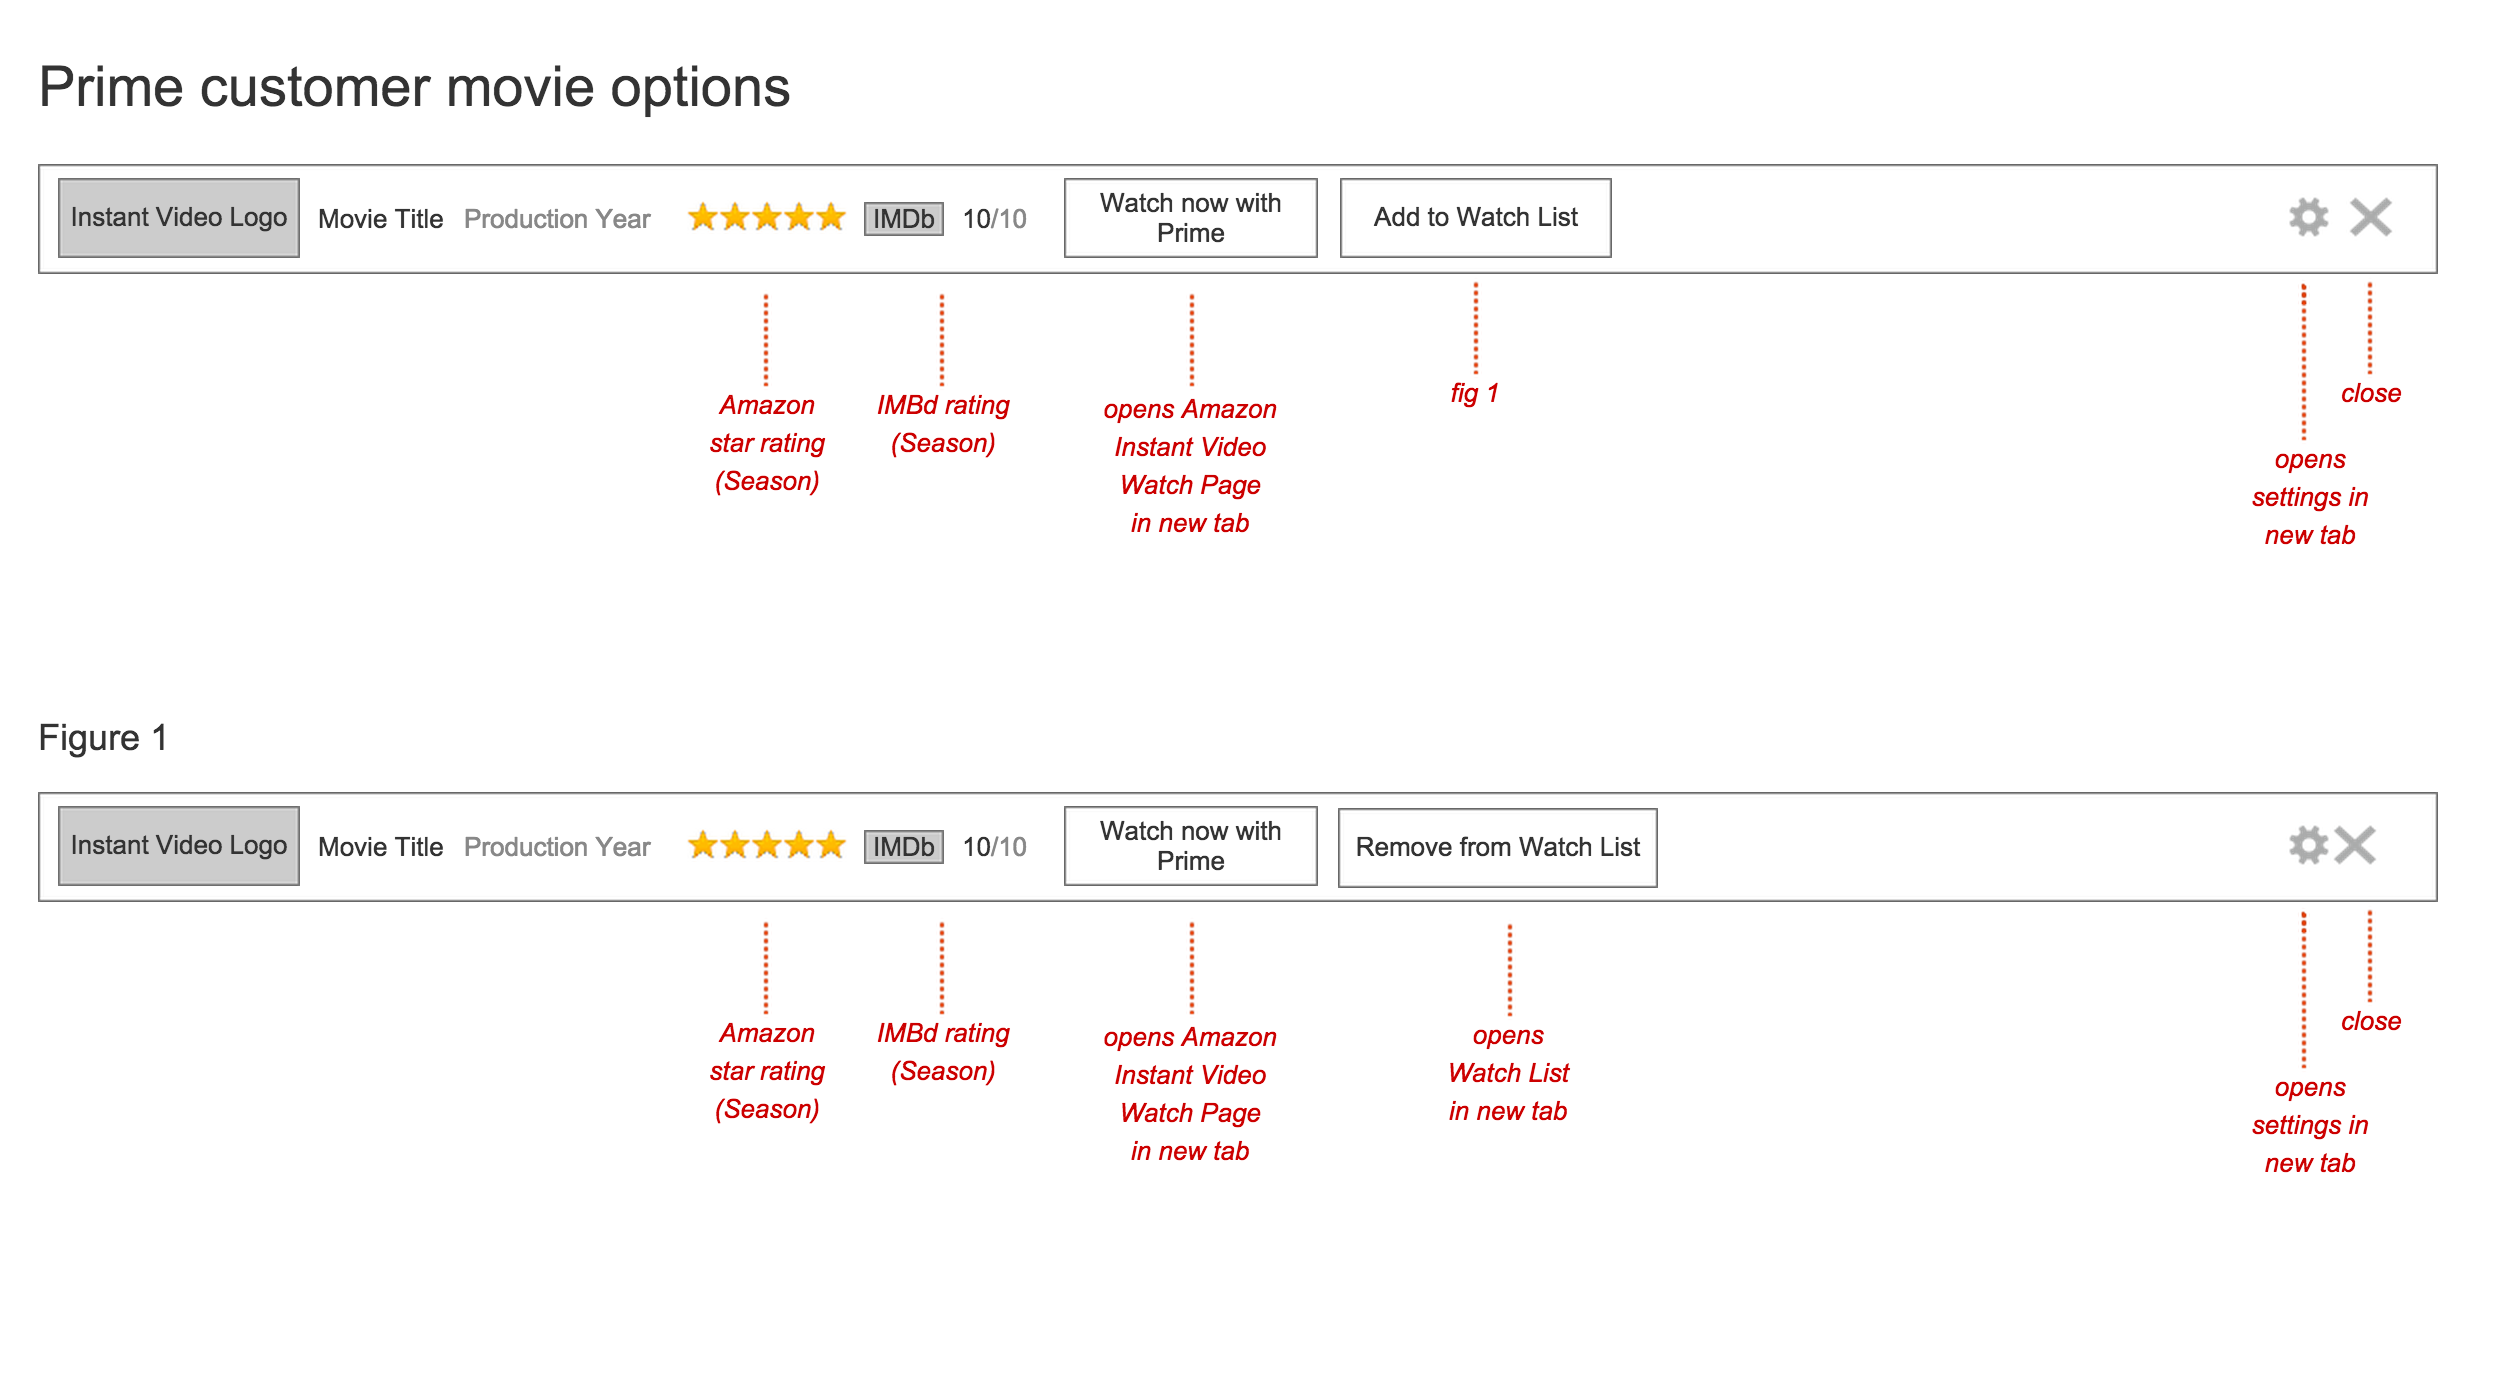 Prime customer movie options
Instant Video Logo Movie Title Production Year IMDb 10/10 Watch now with Prime Add to Watch List
Amazon
star rating
(Season)
IMBd rating
(Season)
opens Amazon
Instant Video
Watch Page
in new tab
fig 1
opens
settings in
new tab
close
Figure 1
Instant Video Logo Movie Title Production Year IMDb 10/10 Watch now with Prime Remove from Watch List
Amazon
star rating
(Season)
IMBd rating
(Season)
opens Amazon
Instant Video
Watch Page
in new tab
opens
Watch List
in new tab
opens
settings in
new tab
close